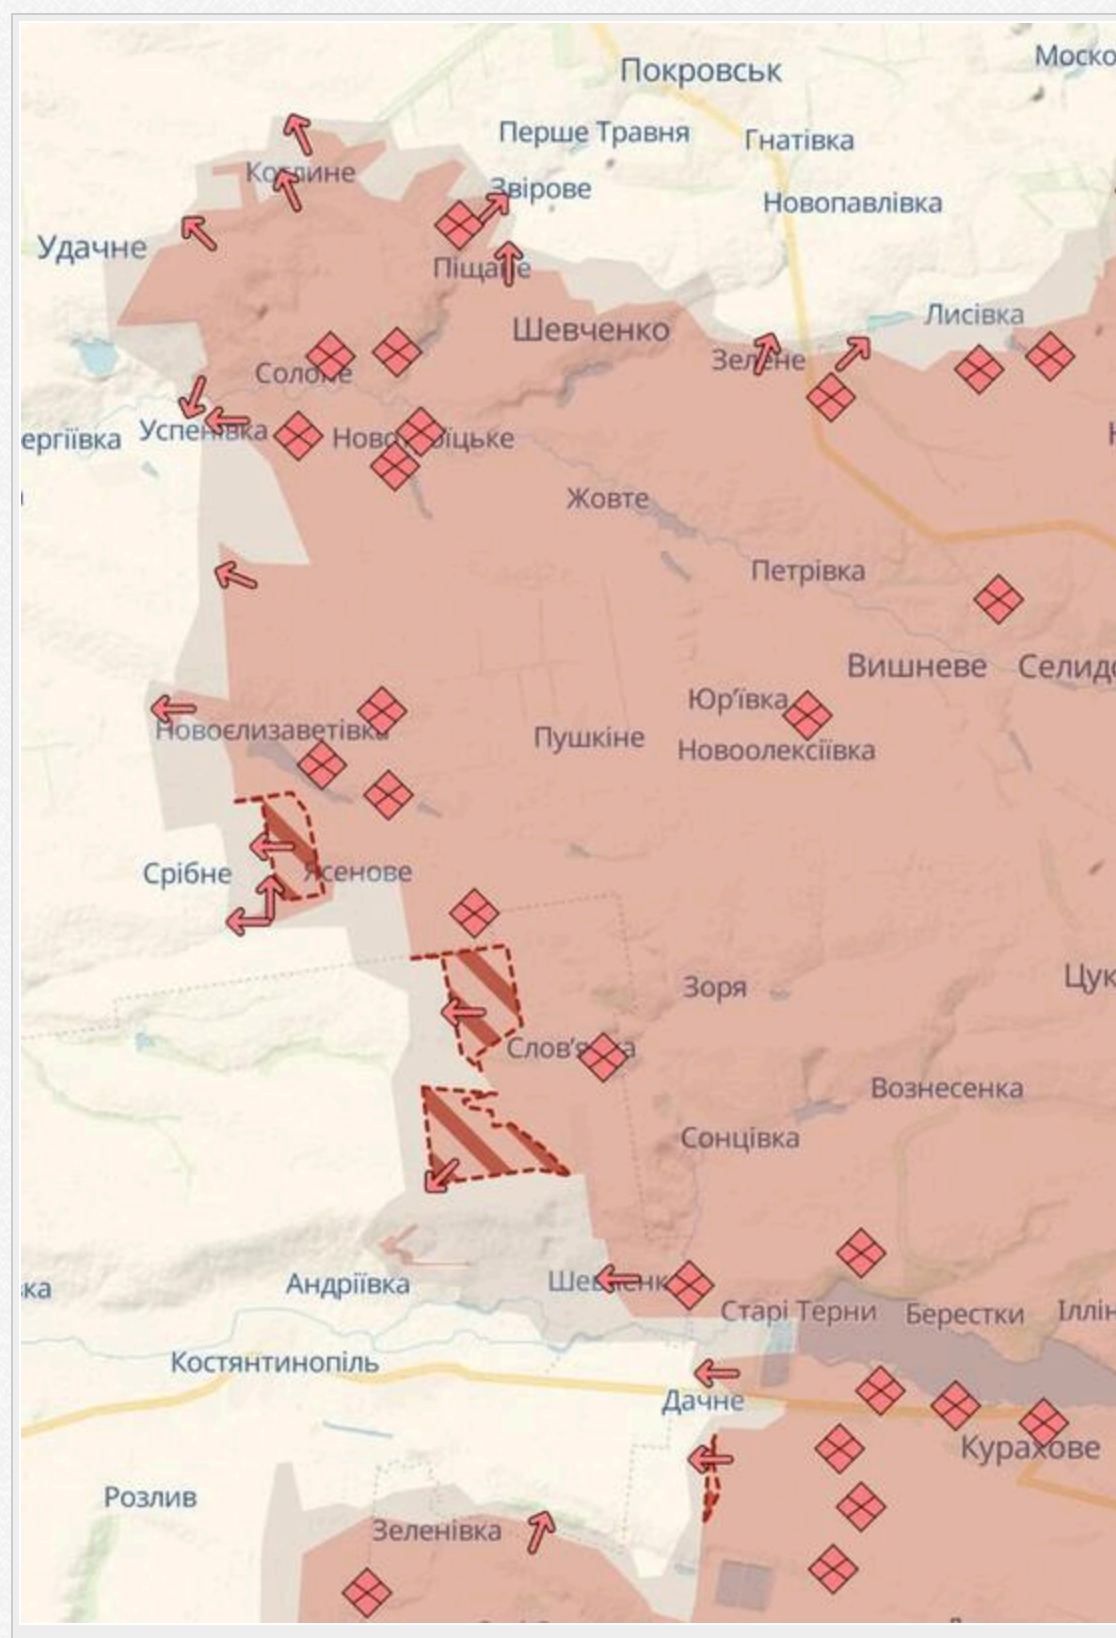 Покровськ
Перше Травня
Гнатівка
Котлине
Звірове
Новопавлівка
Удачне
Піщане
Лисівка
Шевченко
Зелене
Солоне
Успенівка
Новотроїцьке
Жовте
Петрівка
Вишневе
Юр'ївка
Новоєлизаветівка
Пушкіне
Новоолексіївка
Срібне
Ясенове
Зоря
Слов'янка
Вознесенка
Сонцівка
Андріївка
Старі Терни
Берестки
Костянтинопіль
Дачне
Курахове
Розлив
Зеленівка